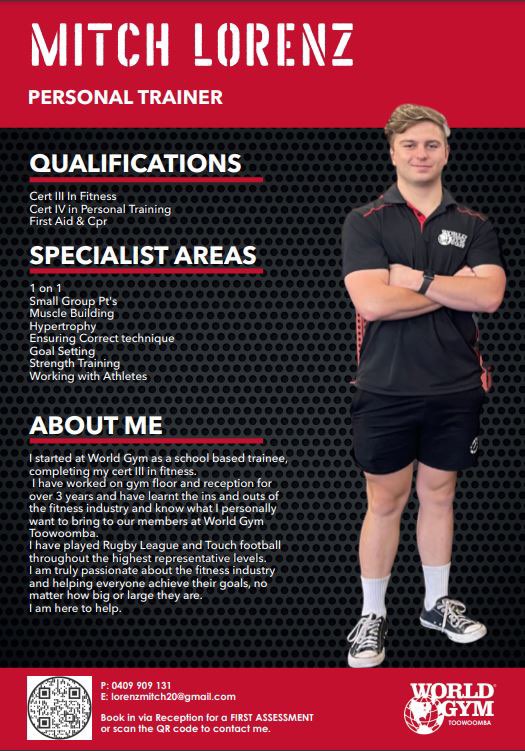 MITCH LORENZ
PERSONAL TRAINER
QUALIFICATIONS
Cert III In Fitness
Cert IV in Personal Training
First Aid & Cpr
SPECIALIST AREAS
1 on 1
Small Group Pt's
Muscle Building
Hypertrophy
Ensuring Correct technique
Goal Setting
Strength Training
Working with Athletes
WORLD
GYM
ABOUT ME
I started at World Gym as a school based trainee,
completing my cert III in fitness.
I have worked on gym floor and reception for
over 3 years and have learnt the ins and outs of
the fitness industry and know what I personally
want to bring to our members at World Gym
Toowoomba.
I have played Rugby League and Touch football
throughout the highest representative levels.
I am truly passionate about the fitness industry
and helping everyone achieve their goals, no
matter how big or large they are.
I am here to help.
P: 0409 909 131
E: lorenzmitch20@gmail.com
Book in via Reception for a FIRST ASSESSMENT
or scan the QR code to contact me.
WORLD
GYM
TOOWOOMBA